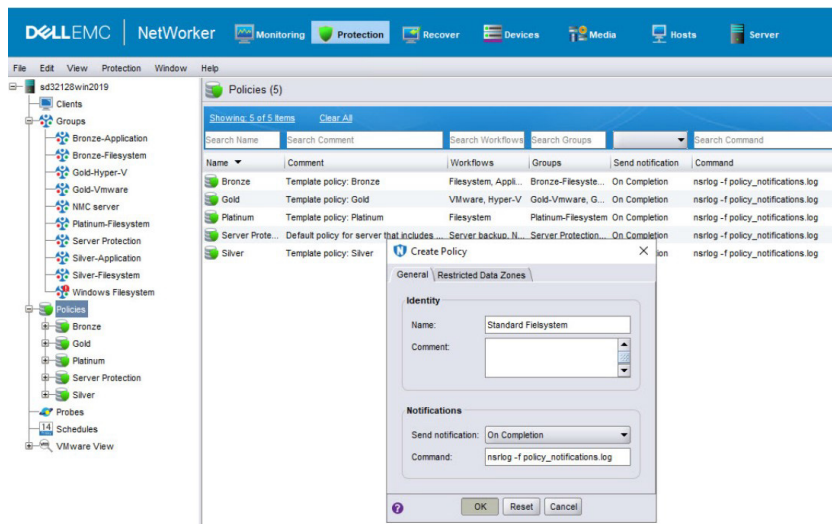 DELLEMC | NetWorker Monitoring Protection Recover Devices Media Hosts Server
File Edit View Protection Window Help
sd32128win2019
Clients
Groups
Bronze-Application
Bronze-Filesystem
Gold-Hyper-V
Gold-Vmware
NMC server
Platinum-Filesystem
Server Protection
Silver-Application
Silver-Filesystem
Windows Filesystem
Policies
Bronze
Gold
Platinum
Server Protection
Silver
Probes
14 Schedules
VMware View
Policies (5)
Showing: 5 of 5 items Clear All
Search Name Search Comment Search Workflows Search Groups Search Command
Name Comment Workflows Groups Send notification Command
Bronze Template policy: Bronze Filesystem, Appli... Bronze-Filesyste... On Completion nsrlog -f policy_notifications.log
Gold Template policy: Gold VMware, Hyper-V Gold-Vmware, G... On Completion nsrlog -f policy_notifications.log
Platinum Template policy: Platinum Filesystem Platinum-Filesystem On Completion nsrlog -f policy_notifications.log
Server Prote... Default policy for server that includes ... Server backup, N... Server Protection... On Completion nsrlog -f policy_notifications.log
Silver Template policy: Silver ion nsrlog -f policy_notifications.log
Create Policy
General Restricted Data Zones
Identity
Name: Standard Fielsystem
Comment:
Notifications
Send notification: On Completion
Command: nsrlog -f policy_notifications.log
? OK Reset Cancel